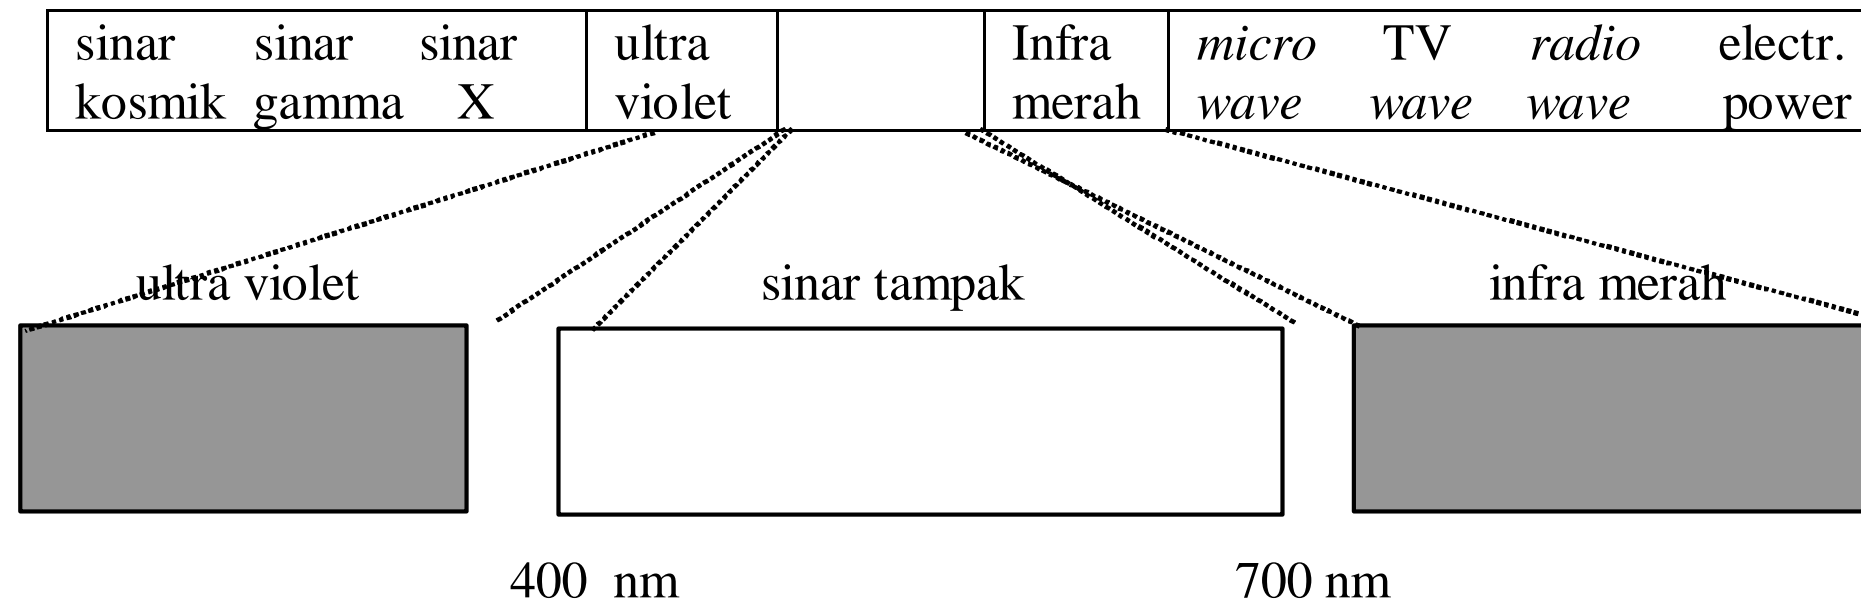 sinar sinar sinar ultra Infra micro TV radio electr.
kosmik gamma X violet merah wave wave wave power
ultra violet sinar tampak infra merah
400 nm 700 nm